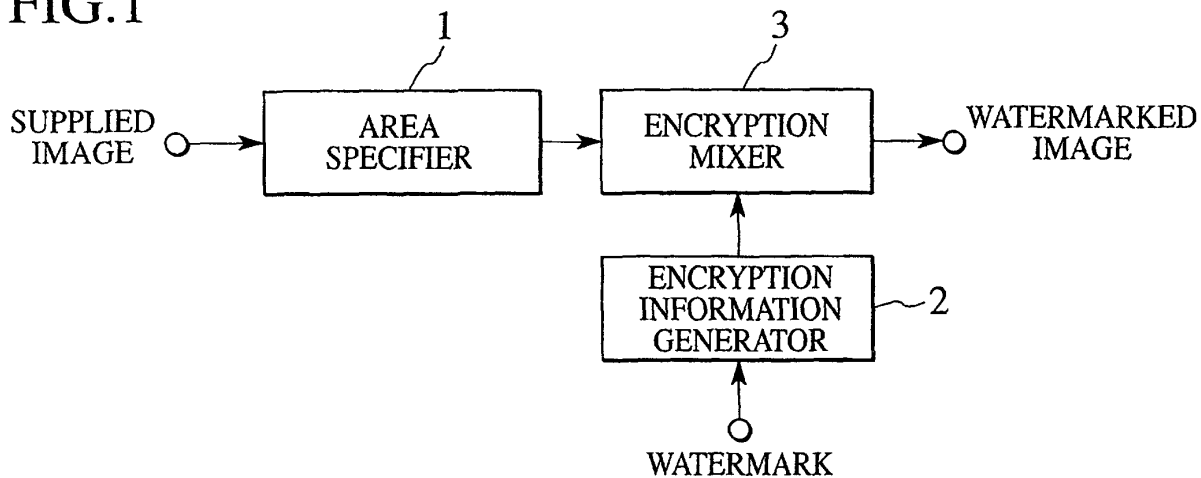 FIG.1
1
3
SUPPLIED
IMAGE
AREA
SPECIFIER
ENCRYPTION
MIXER
WATERMARKED
IMAGE
ENCRYPTION
INFORMATION
GENERATOR
2
WATERMARK